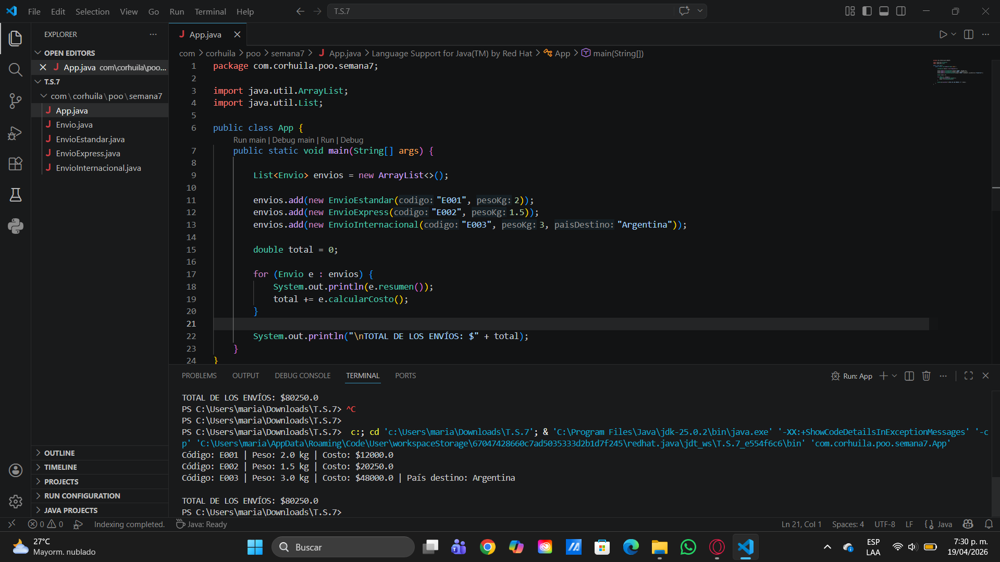 File Edit Selection View Go Run Terminal Help
T.S.7
EXPLORER
OPEN EDITORS
App.java com\corhuila\poo...
T.S.7
com\corhuila\poo\semana7
App.java
Envio.java
EnvioEstandar.java
EnvioExpress.java
EnvioInternacional.java
OUTLINE
TIMELINE
PROJECTS
RUN CONFIGURATION
JAVA PROJECTS
App.java
com > corhuila > poo > semana7 > App.java > Language Support for Java(TM) by Red Hat > App > main(String[])
1 package com.corhuila.poo.semana7;
2
3 import java.util.ArrayList;
4 import java.util.List;
5
6 public class App {
Run main | Debug main | Run | Debug
7 public static void main(String[] args) {
8
9 List<Envio> envios = new ArrayList<>();
10
11 envios.add(new EnvioEstandar(codigo: "E001", pesoKg: 2));
12 envios.add(new EnvioExpress(codigo: "E002", pesoKg: 1.5));
13 envios.add(new EnvioInternacional(codigo: "E003", pesoKg: 3, paisDestino: "Argentina"));
14
15 double total = 0;
16
17 for (Envio e : envios) {
18 System.out.println(e.resumen());
19 total += e.calcularCosto();
20 }
21
22 System.out.println("\nTOTAL DE LOS ENVÍOS: $" + total);
23 }
24 }
PROBLEMS OUTPUT DEBUG CONSOLE TERMINAL PORTS
Run: App
TOTAL DE LOS ENVÍOS: $80250.0
PS C:\Users\maria\Downloads\T.S.7> ^C
PS C:\Users\maria\Downloads\T.S.7>
PS C:\Users\maria\Downloads\T.S.7> c:; cd 'c:\Users\maria\Downloads\T.S.7'; & 'C:\Program Files\Java\jdk-25.0.2\bin\java.exe' '-XX:+ShowCodeDetailsInExceptionMessages' '-c
p' 'C:\Users\maria\AppData\Roaming\Code\User\workspaceStorage\67047428660c7ad5035333d2b1d7f245\redhat.java\jdt_ws\T.S.7_e554f6c6\bin' 'com.corhuila.poo.semana7.App'
Código: E001 | Peso: 2.0 kg | Costo: $12000.0
Código: E002 | Peso: 1.5 kg | Costo: $20250.0
Código: E003 | Peso: 3.0 kg | Costo: $48000.0 | País destino: Argentina
TOTAL DE LOS ENVÍOS: $80250.0
PS C:\Users\maria\Downloads\T.S.7>
0 0 Indexing completed. Java: Ready
Ln 21, Col 1 Spaces: 4 UTF-8 LF Java
27°C
Mayorm. nublado
Buscar
ESP
LAA
7:30 p. m.
19/04/2026